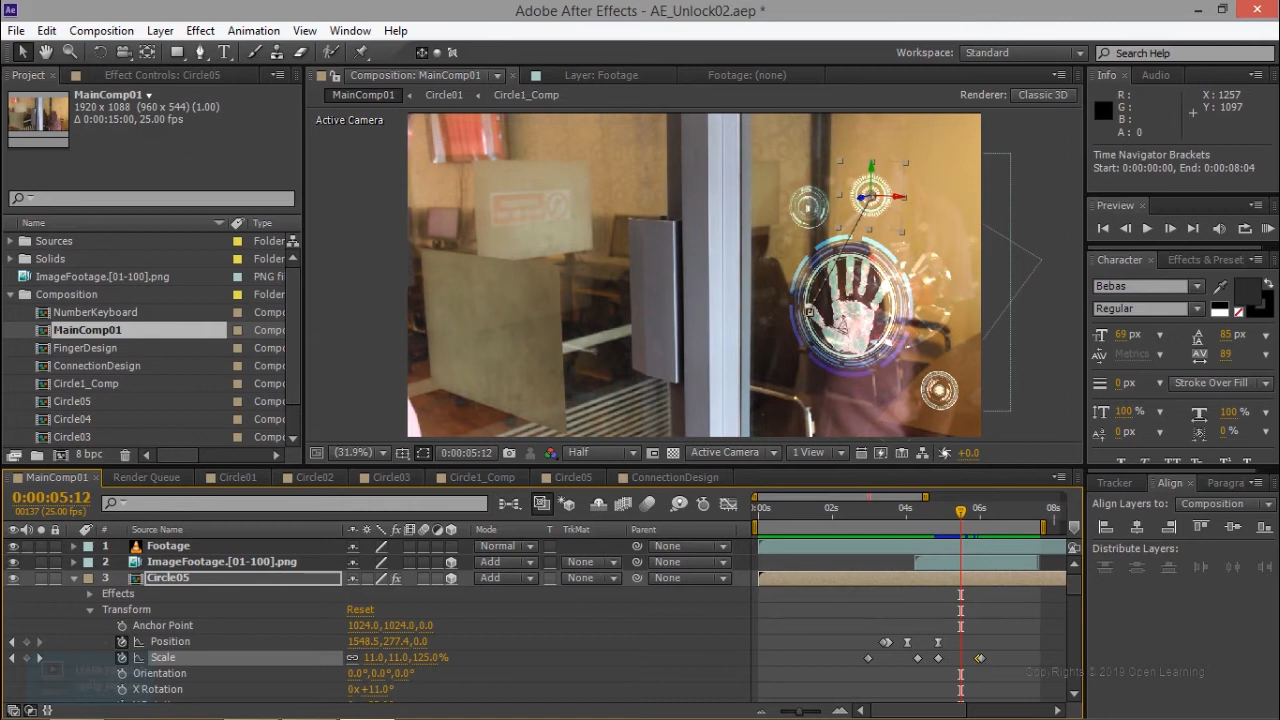 Adobe After Effects - AE_Unlock02.aep *
File Edit Composition Layer Effect Animation View Window Help
Workspace: Standard Search Help
Project Effect Controls: Circle05 Composition: MainComp01 Layer: Footage Footage: (none) Info Audio
MainComp01
1920 x 1088 (960 x 544) (1.00)
Δ 0:00:15:00, 25.00 fps
MainComp01 Circle01 Circle1_Comp Renderer: Classic 3D
Active Camera
R :
G :
B :
A : 0
X : 1257
Y : 1097
Time Navigator Brackets
Start: 0:00:00:00, End: 0:00:08:04
Name Type
Sources Folder
Solids Folder
ImageFootage.[01-100].png PNG fi
Composition Folder
NumberKeyboard Compo
MainComp01 Compo
FingerDesign Compo
ConnectionDesign Compo
Circle1_Comp Compo
Circle05 Compo
Circle04 Compo
Circle03 Compo
8 bpc
Preview
Character Effects & Preset
Bebas
Regular
69 px 85 px
Metrics 89
0 px Stroke Over Fill
100 % 100 %
0 px 0 %
(31.9%) 0:00:05:12 Half Active Camera 1 View +0.0
MainComp01 Render Queue Circle01 Circle02 Circle03 Circle1_Comp Circle05 ConnectionDesign
Tracker Align Paragra
0:00:05:12
00137 (25.00 fps)
:00s 02s 04s 06s 08s
Align Layers to: Composition
Distribute Layers:
# Source Name Mode T TrkMat Parent
1 Footage Normal None
2 ImageFootage.[01-100].png Add None None
3 Circle05 Add None None
Effects
Transform Reset
Anchor Point 1024.0,1024.0,0.0
Position 1548.5,277.4,0.0
Scale 11.0,11.0,125.0%
Orientation 0.0°,0.0°,0.0°
X Rotation 0x+11.0°
CopyRights © 2019 Open Learning